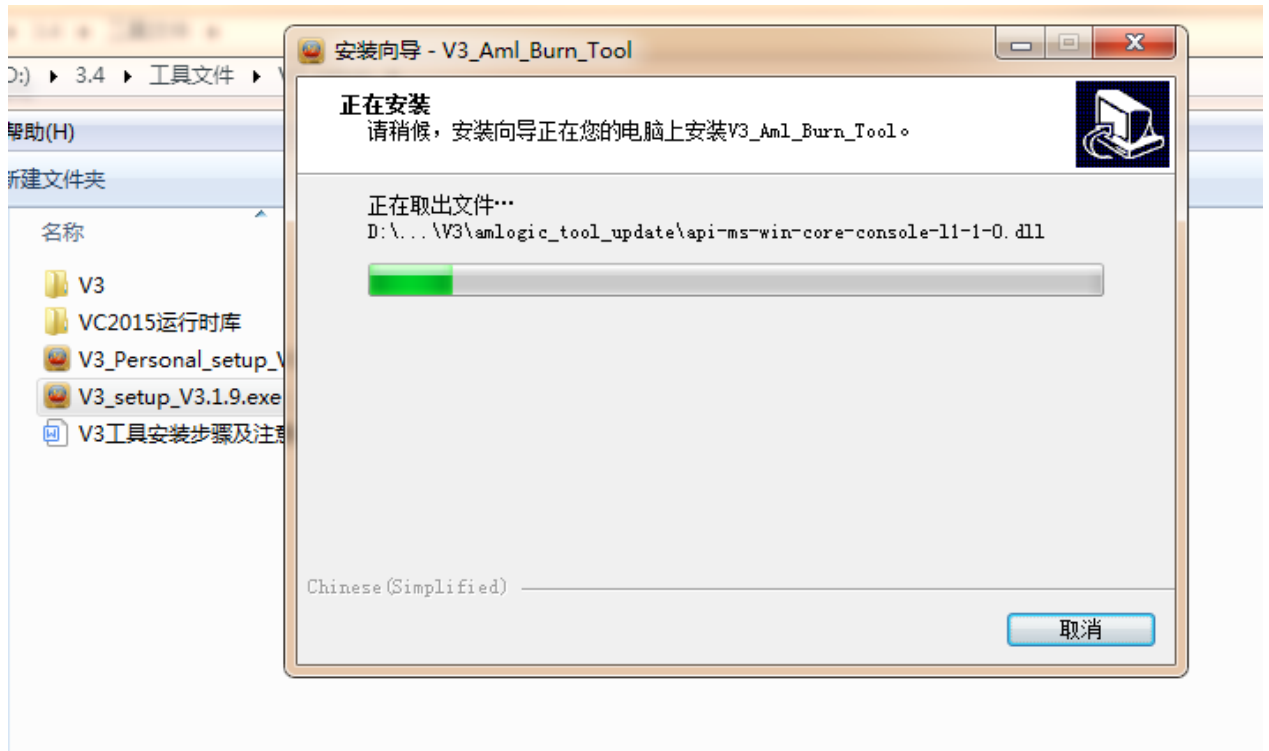 安装向导 - V3_Aml_Burn_Tool
):) ▸ 3.4 ▸ 工具文件 ▸
正在安装
请稍候，安装向导正在您的电脑上安装V3_Aml_Burn_Tool。
帮助(H)
新建文件夹
正在取出文件…
D:\...\V3\amlogic_tool_update\api-ms-win-core-console-l1-1-0.dll
名称
V3
VC2015运行时库
V3_Personal_setup_
V3_setup_V3.1.9.exe
V3工具安装步骤及注
Chinese(Simplified)
取消